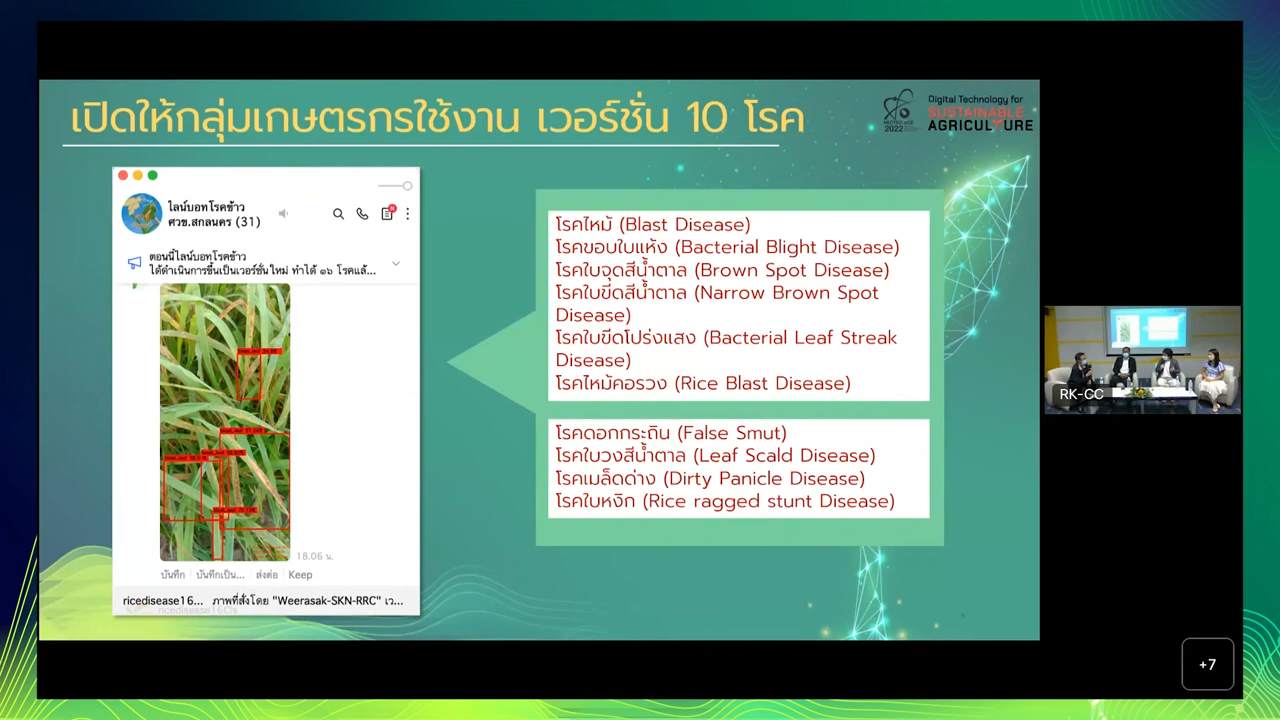 เปิดให้กลุ่มเกษตรกรใช้งาน เวอร์ชั่น 10 โรค
2022
Digital Technology for
SUSTAINABLE
AGRICULTURE
ไลน์บอทโรคข้าว
ศวข.สกลนคร (31)
ตอนนี้ไลน์บอทโรคข้าว
ได้ดำเนินการขึ้นเป็นเวอร์ชั่นใหม่ ทำได้ ๑๖ โรคแล้...
18.06 น.
บันทึก บันทึกเป็น... ส่งต่อ Keep
ricedisease16... ภาพที่สั่งโดย "Weerasak-SKN-RRC" เว...
โรคไหม้ (Blast Disease)
โรคขอบใบแห้ง (Bacterial Blight Disease)
โรคใบจุดสีน้ำตาล (Brown Spot Disease)
โรคใบขีดสีน้ำตาล (Narrow Brown Spot
Disease)
โรคใบขีดโปร่งแสง (Bacterial Leaf Streak
Disease)
โรคไหม้คอรวง (Rice Blast Disease)
โรคดอกกระถิน (False Smut)
โรคใบวงสีน้ำตาล (Leaf Scald Disease)
โรคเมล็ดด่าง (Dirty Panicle Disease)
โรคใบหงิก (Rice ragged stunt Disease)
RK-CC
+7